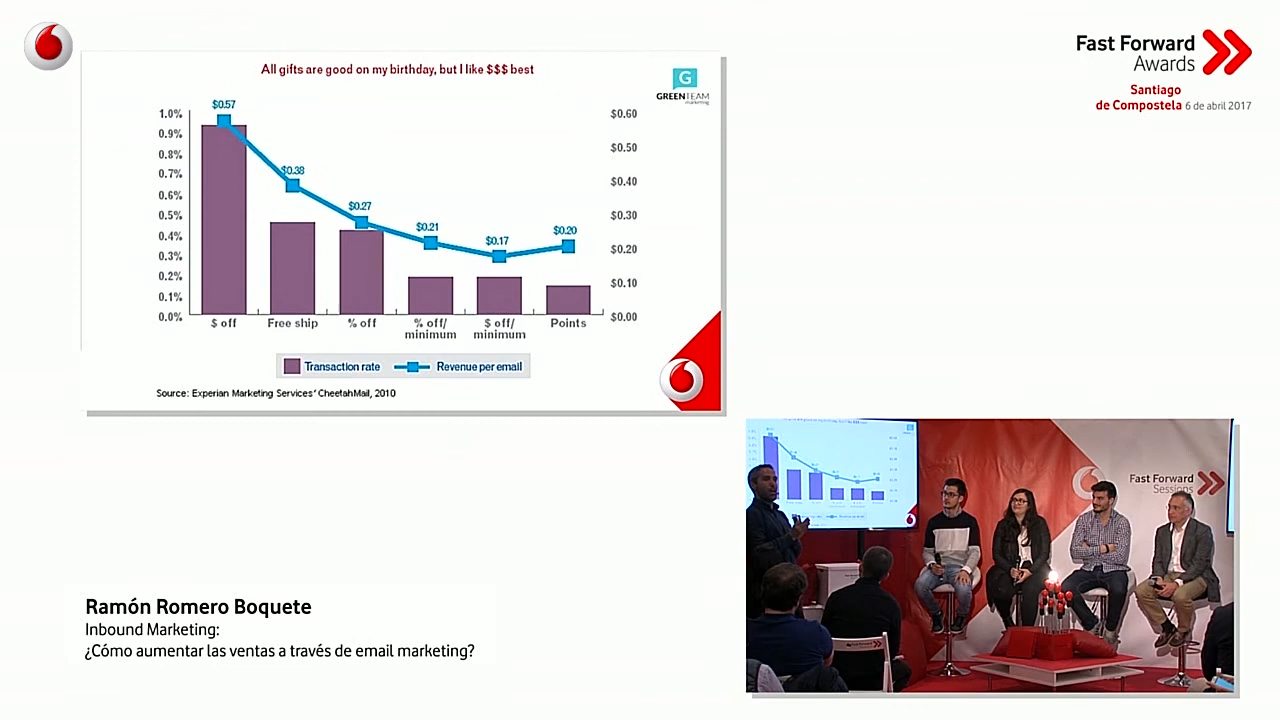 All gifts are good on my birthday, but I like $$$ best
G
GREENTEAM
marketing
1.0%
0.9%
0.8%
0.7%
0.6%
0.5%
0.4%
0.3%
0.2%
0.1%
0.0%
$0.57
$0.38
$0.27
$0.21
$0.17
$0.20
$0.60
$0.50
$0.40
$0.30
$0.20
$0.10
$0.00
$ off
Free ship
% off
% off/
minimum
$ off/
minimum
Points
Transaction rate
Revenue per email
Source: Experian Marketing Services' CheetahMail, 2010
Fast Forward
Awards
Santiago
de Compostela 6 de abril 2017
Fast Forward
Sessions
Ramón Romero Boquete
Inbound Marketing:
¿Cómo aumentar las ventas a través de email marketing?